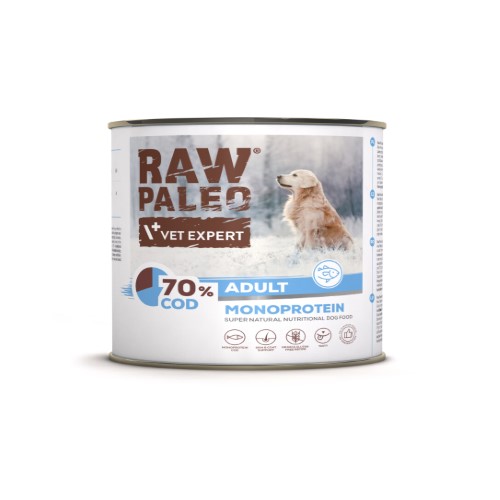 RAW®
PALEO
VET EXPERT
70%
COD
ADULT
MONOPROTEIN
SUPER NATURAL NUTRITIONAL DOG FOOD